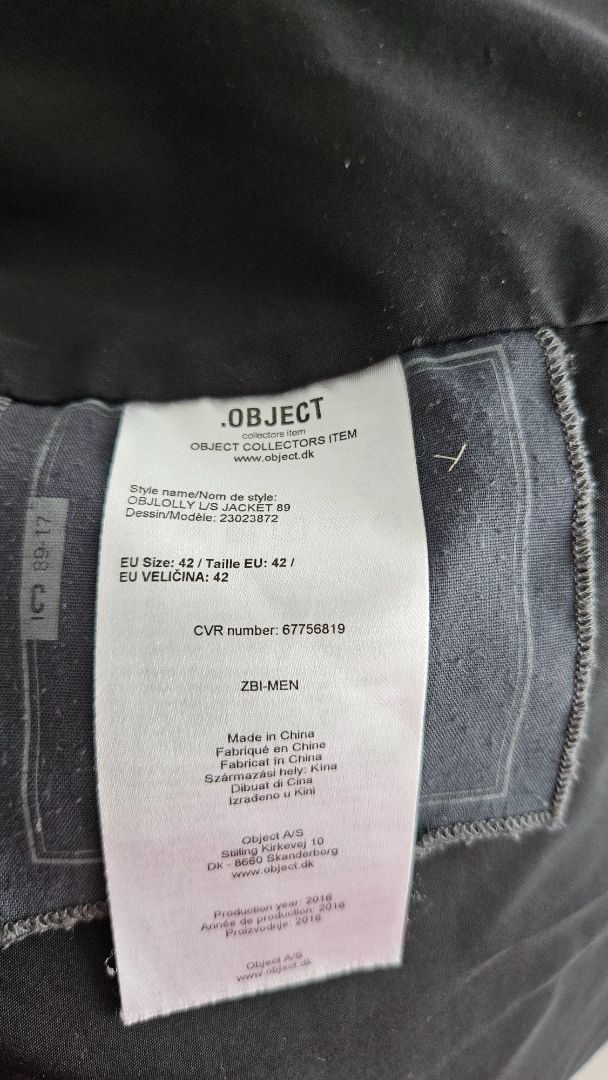 .OBJECT
collectors item
OBJECT COLLECTORS ITEM
www.object.dk
Style name/Nom de style:
OBJLOLLY L/S JACKET 89
Dessin/Modèle: 23023872
EU Size: 42 / Taille EU: 42 /
EU VELIČINA: 42
CVR number: 67756819
ZBI-MEN
Made in China
Fabriqué en Chine
Fabricat în China
Származási hely: Kína
Dibuat di Cina
Izrađeno u Kini
Object A/S
Stilling Kirkevej 10
Dk - 8660 Skanderborg
www.object.dk
Production year: 2016
Année de production: 2016
Proizvodnje: 2016
Object A/S
www.object.dk
89-17